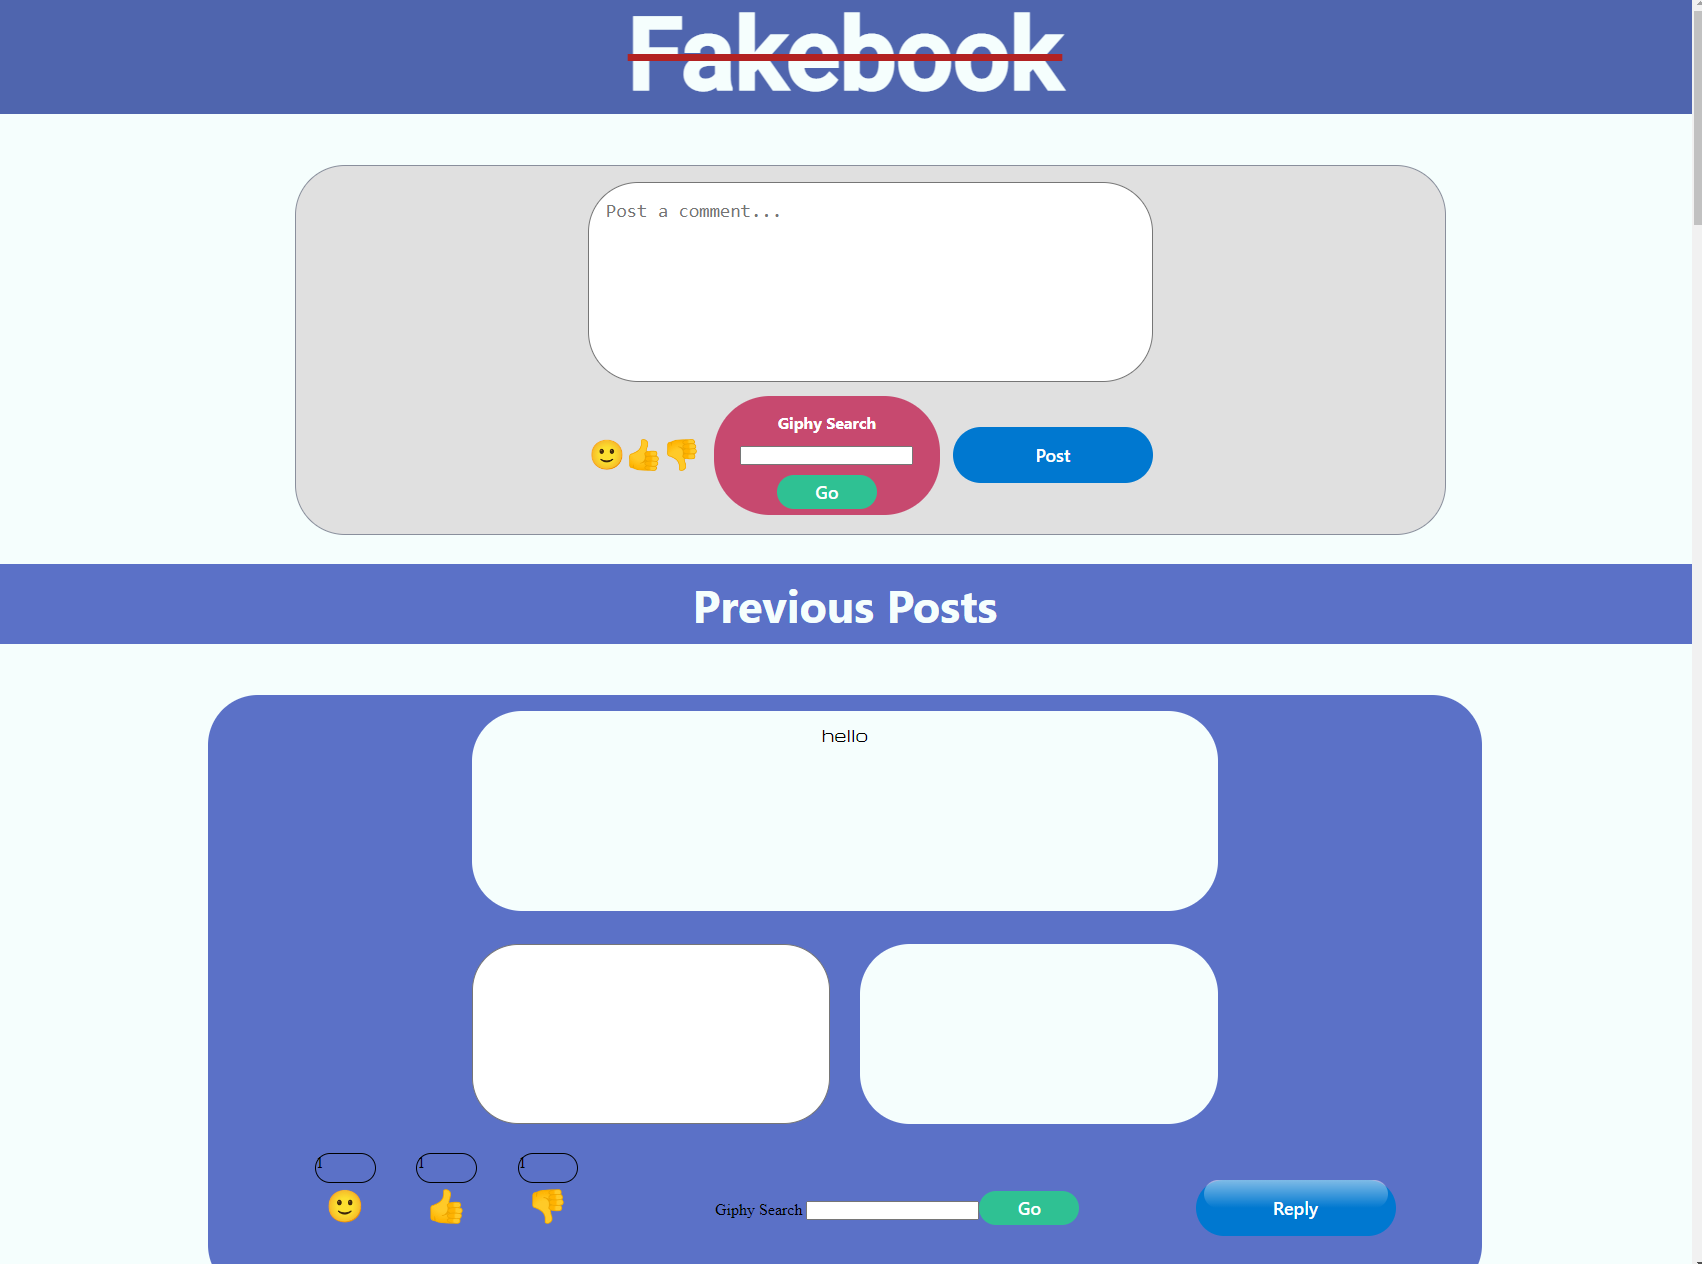 Fakebook
Post a comment...
Giphy Search
Go
Post
Previous Posts
hello
1 1 1
Giphy Search Go Reply